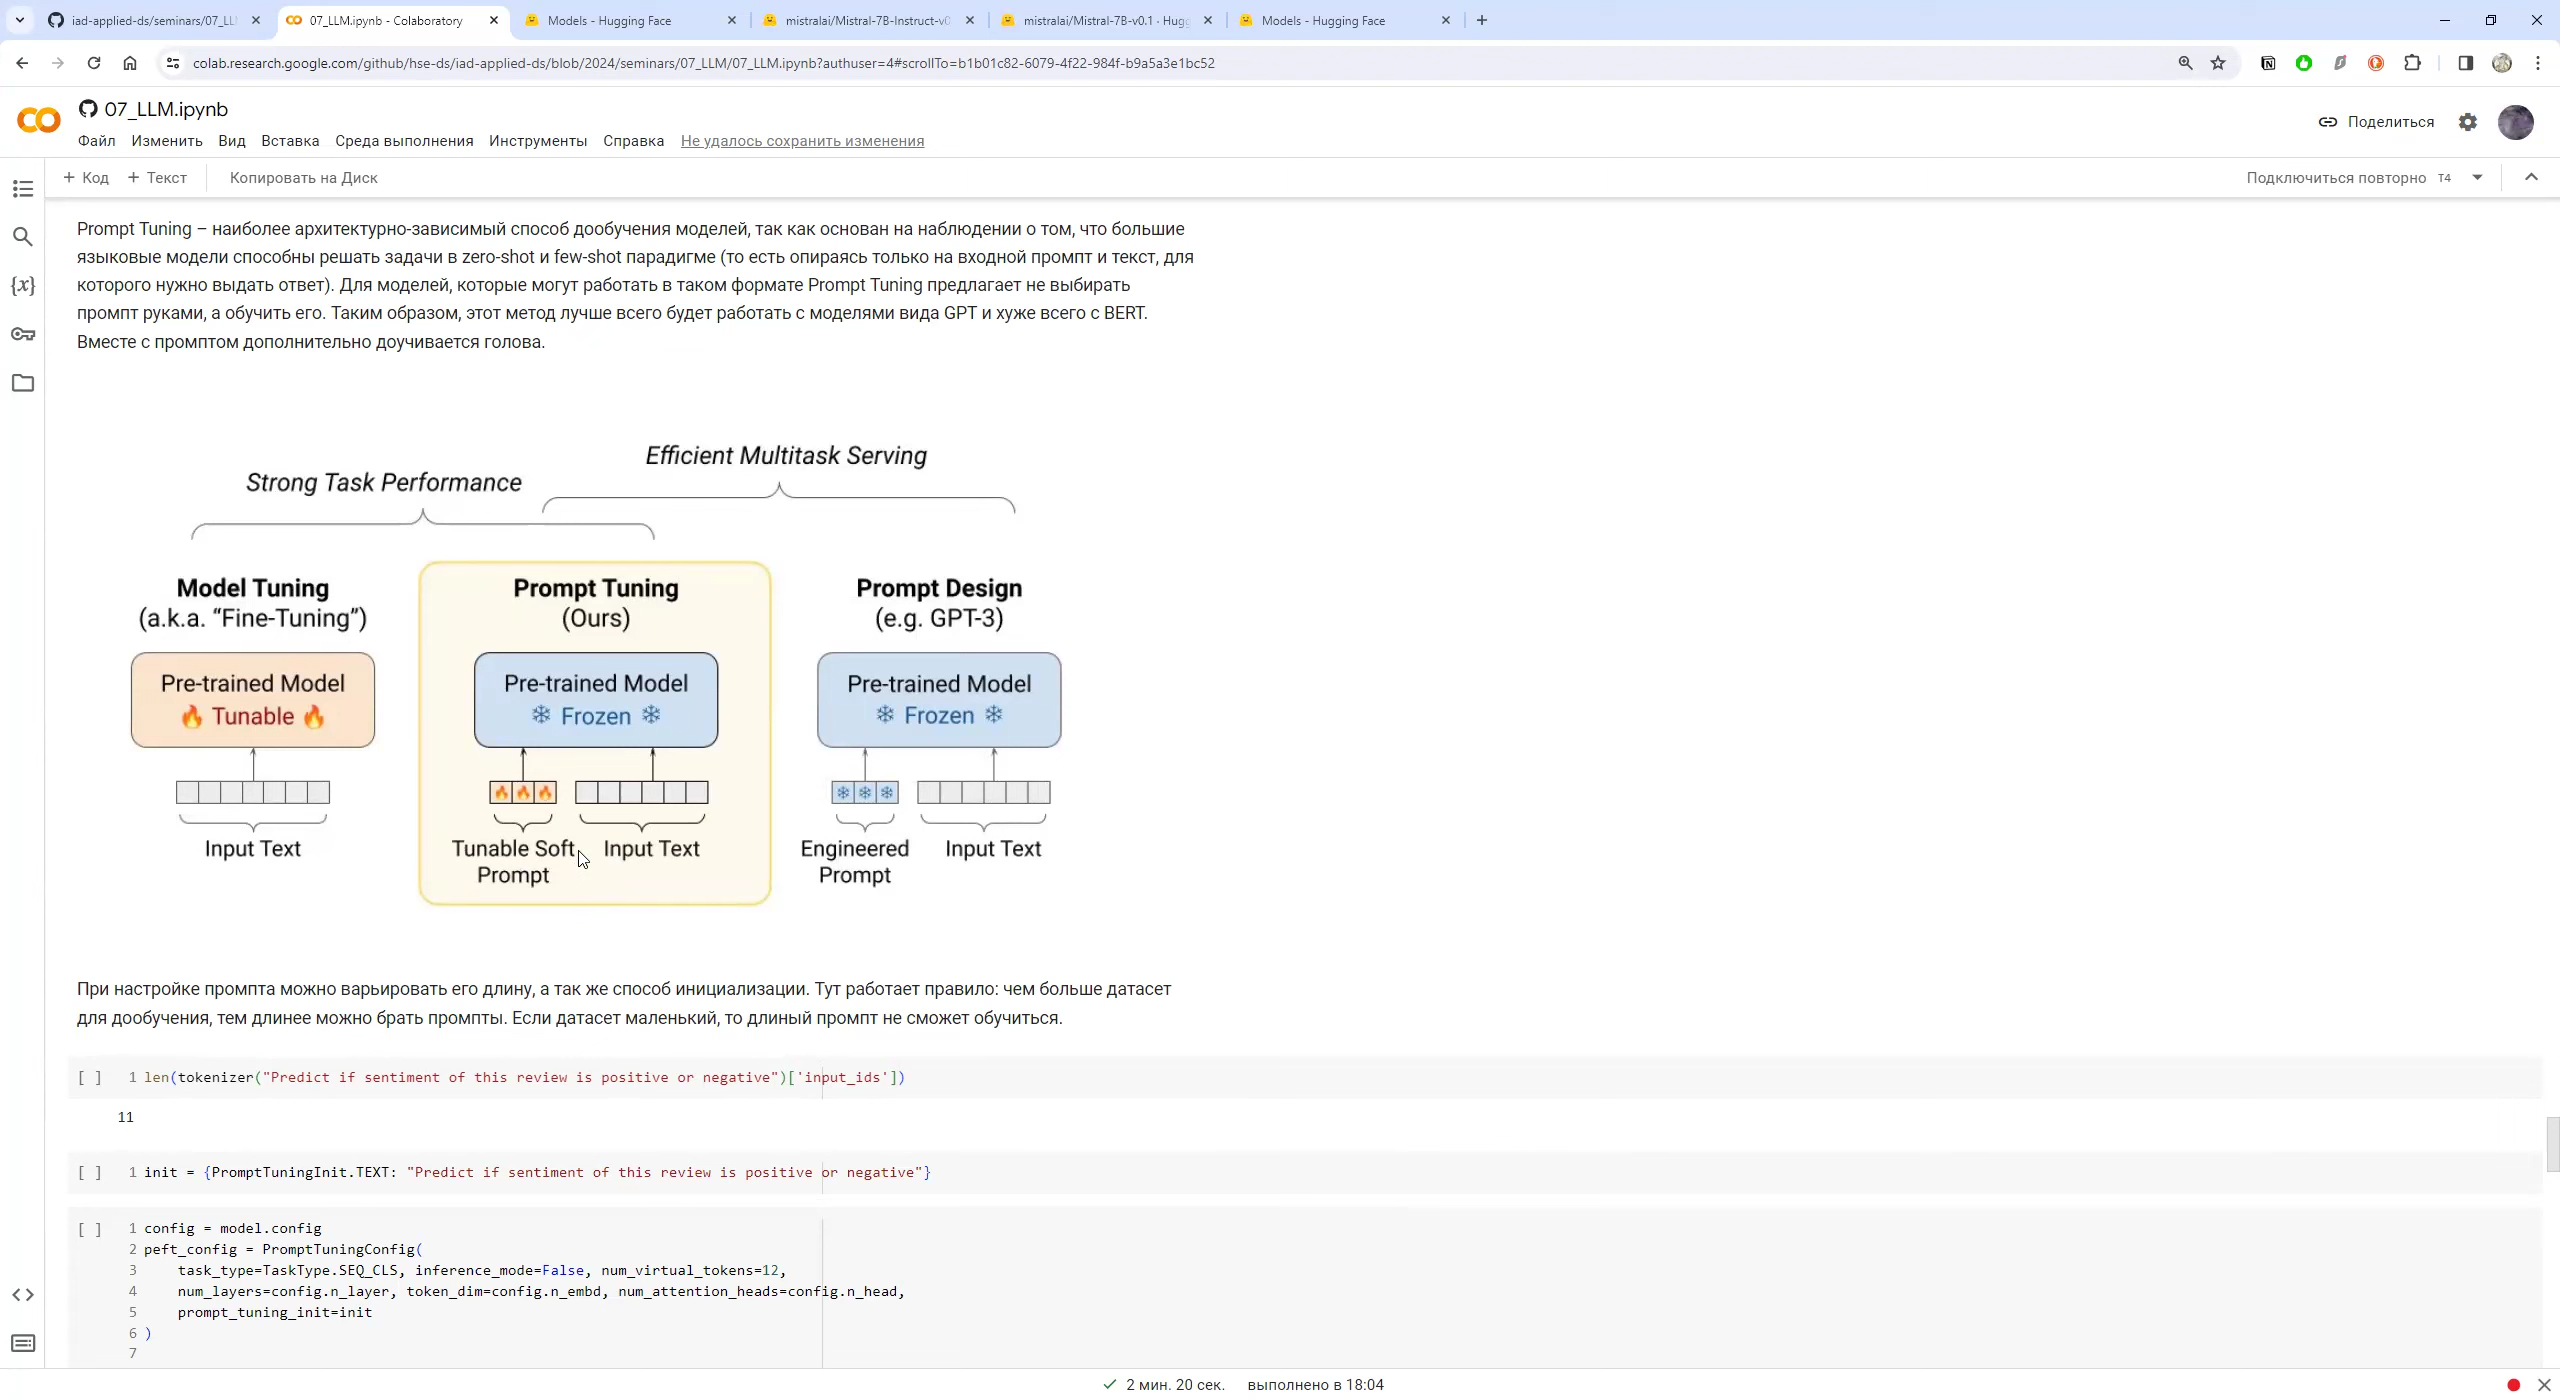 iad-applied-ds/seminars/07_LL
07_LLM.ipynb - Colaboratory
Models - Hugging Face
mistralai/Mistral-7B-Instruct-v0
mistralai/Mistral-7B-v0.1 · Hugg
Models - Hugging Face
colab.research.google.com/github/hse-ds/iad-applied-ds/blob/2024/seminars/07_LLM/07_LLM.ipynb?authuser=4#scrollTo=b1b01c82-6079-4f22-984f-b9a5a3e1bc52
07_LLM.ipynb
Файл Изменить Вид Вставка Среда выполнения Инструменты Справка Не удалось сохранить изменения
Поделиться
+ Код + Текст Копировать на Диск
Подключиться повторно T4
Prompt Tuning – наиболее архитектурно-зависимый способ дообучения моделей, так как основан на наблюдении о том, что большие
языковые модели способны решать задачи в zero-shot и few-shot парадигме (то есть опираясь только на входной промпт и текст, для
которого нужно выдать ответ). Для моделей, которые могут работать в таком формате Prompt Tuning предлагает не выбирать
промпт руками, а обучить его. Таким образом, этот метод лучше всего будет работать с моделями вида GPT и хуже всего с BERT.
Вместе с промптом дополнительно доучивается голова.
Efficient Multitask Serving
Strong Task Performance
Model Tuning
(a.k.a. “Fine-Tuning”)
Pre-trained Model
Tunable
Input Text
Prompt Tuning
(Ours)
Pre-trained Model
Frozen
Tunable Soft
Prompt
Input Text
Prompt Design
(e.g. GPT-3)
Pre-trained Model
Frozen
Engineered
Prompt
Input Text
При настройке промпта можно варьировать его длину, а так же способ инициализации. Тут работает правило: чем больше датасет
для дообучения, тем длинее можно брать промпты. Если датасет маленький, то длиный промпт не сможет обучиться.
[ ] 1 len(tokenizer("Predict if sentiment of this review is positive or negative")['input_ids'])
11
[ ] 1 init = {PromptTuningInit.TEXT: "Predict if sentiment of this review is positive or negative"}
[ ] 1 config = model.config
2 peft_config = PromptTuningConfig(
3 task_type=TaskType.SEQ_CLS, inference_mode=False, num_virtual_tokens=12,
4 num_layers=config.n_layer, token_dim=config.n_embd, num_attention_heads=config.n_head,
5 prompt_tuning_init=init
6 )
7
2 мин. 20 сек. выполнено в 18:04